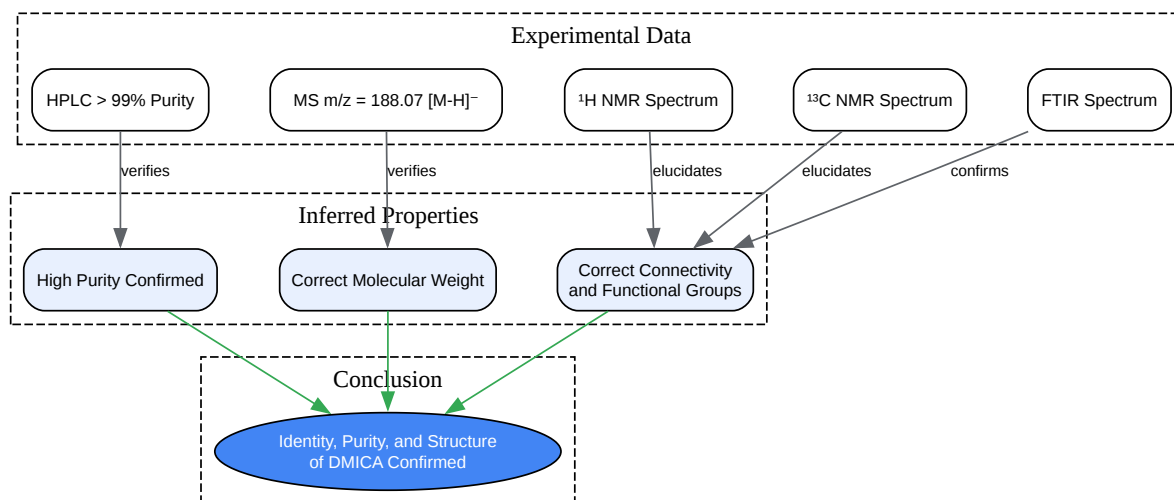 Experimental Data
HPLC > 99% Purity
MS m/z = 188.07 [M-H]⁻
¹H NMR Spectrum
¹³C NMR Spectrum
FTIR Spectrum
verifies
verifies
elucidates
elucidates
confirms
Inferred Properties
High Purity Confirmed
Correct Molecular Weight
Correct Connectivity
and Functional Groups
Conclusion
Identity, Purity, and Structure
of DMICA Confirmed